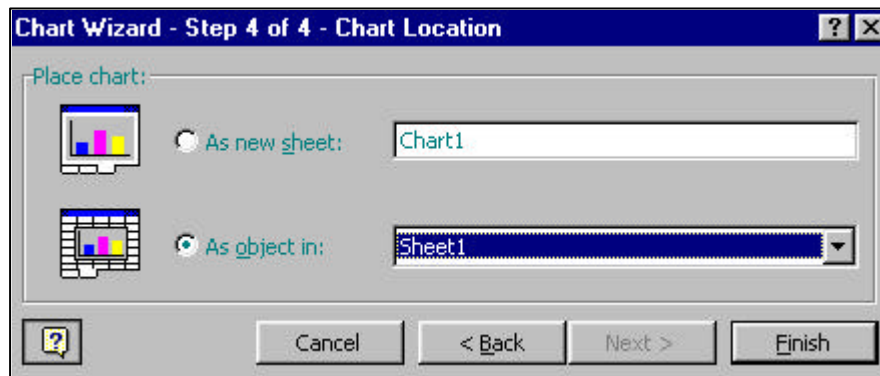 Chart Wizard - Step 4 of 4 - Chart Location
Place chart:
As new sheet: Chart1
As object in: Sheet1
Cancel < Back Next > Finish